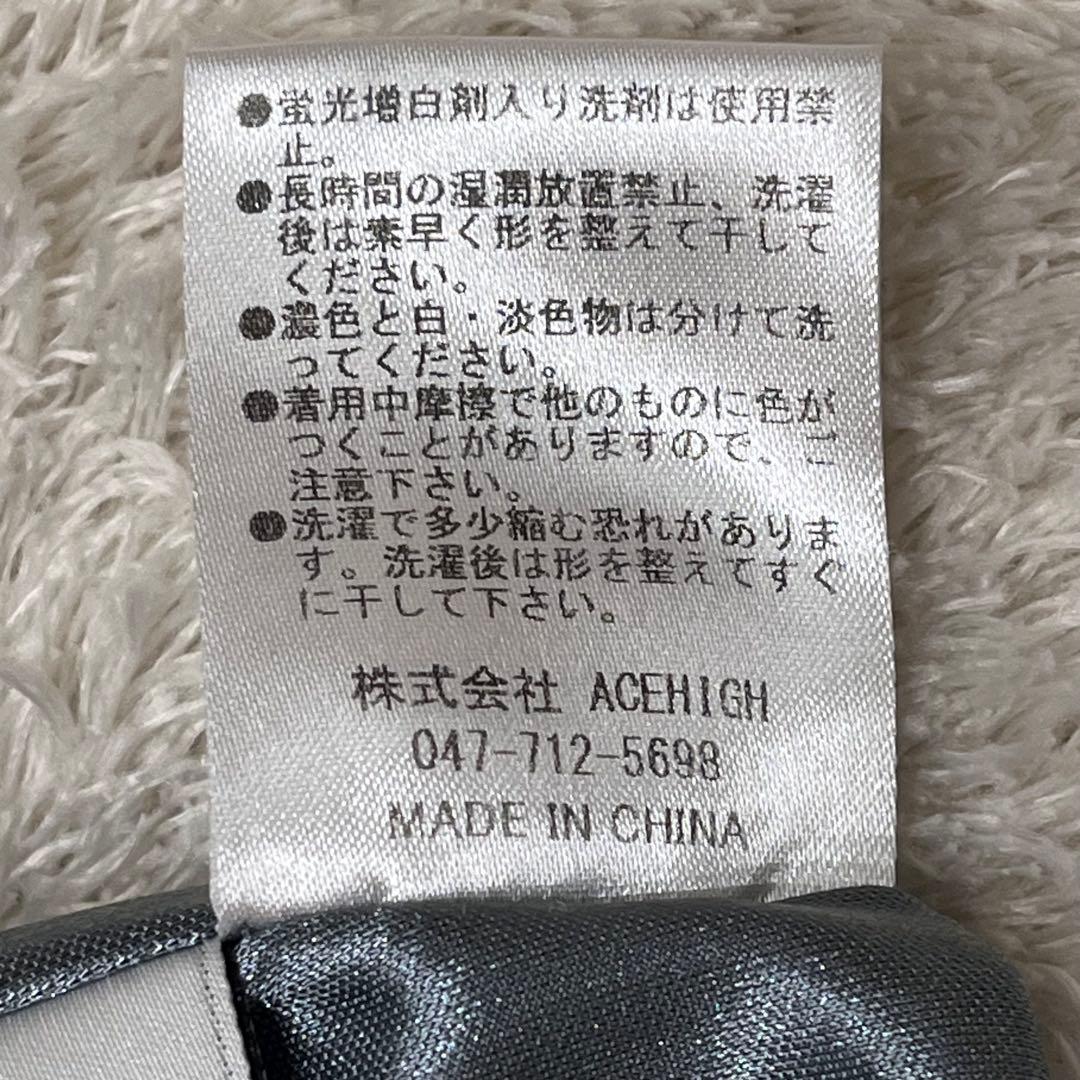 ●蛍光増白剤入り洗剤は使用禁
止。
●長時間の湿潤放置禁止、洗濯
後は素早く形を整えて干して
ください。
●濃色と白・淡色物は分けて洗
ってください。
●着用中摩擦で他のものに色が
つくことがありますので、ご
注意下さい。
●洗濯で多少縮む恐れがありま
す。洗濯後は形を整えてすぐ
に干して下さい。
株式会社 ACEHIGH
047-712-5698
MADE IN CHINA